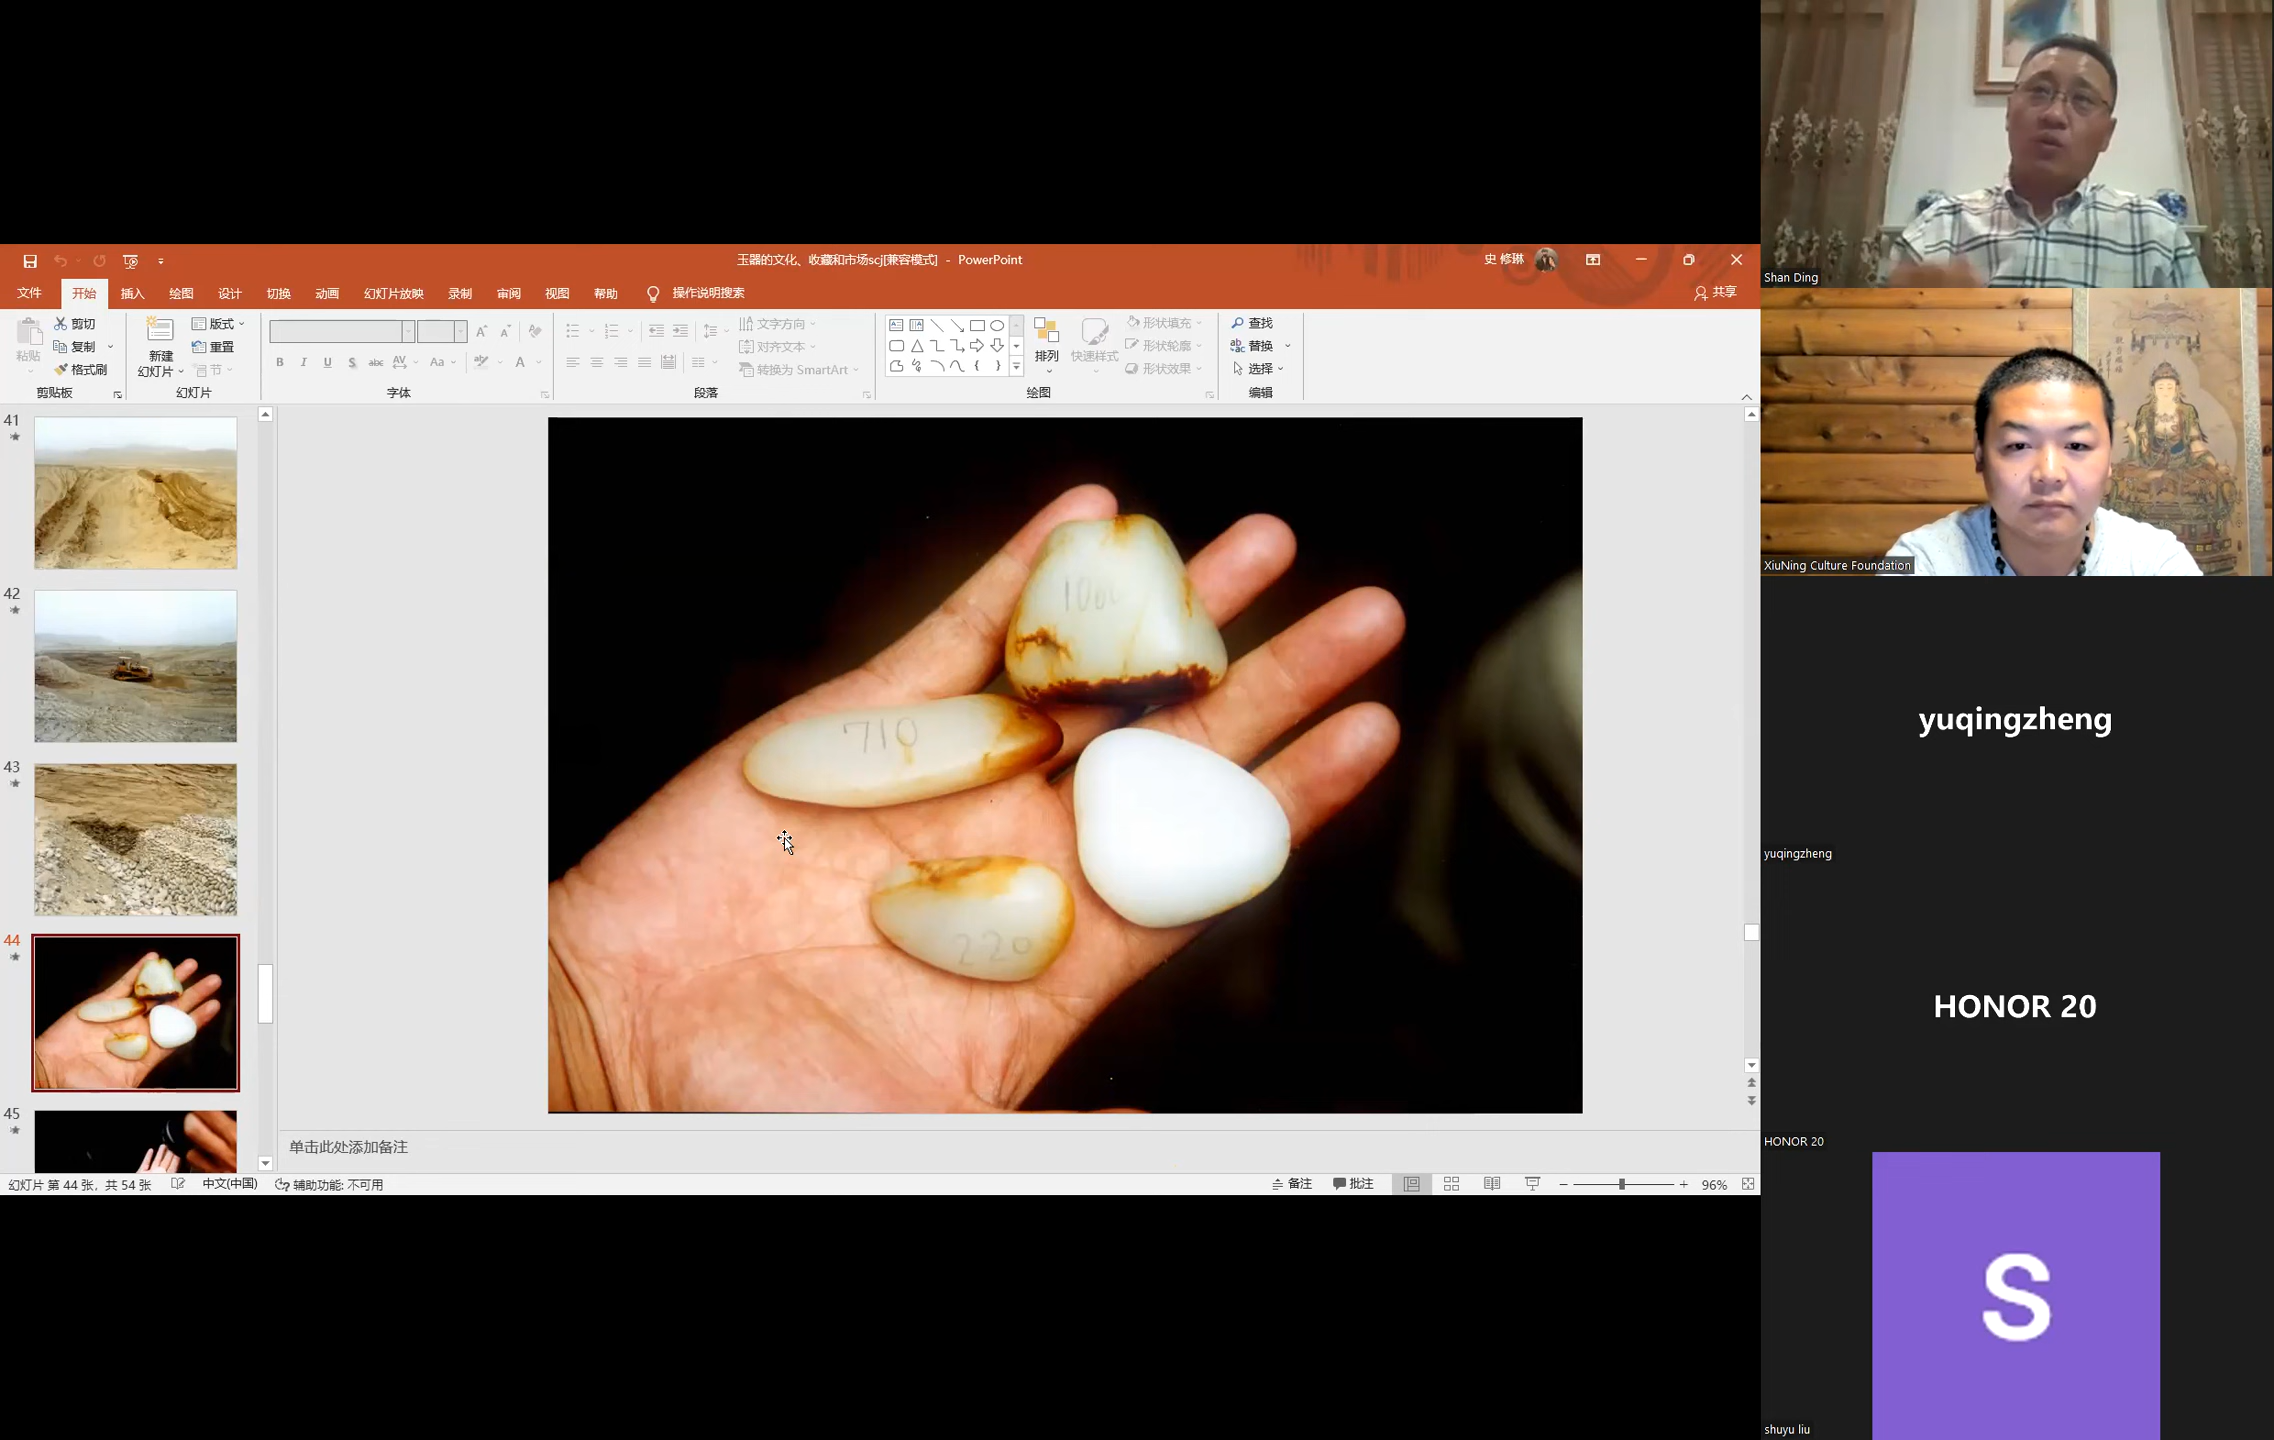 玉器的文化、收藏和市场scj[兼容模式] - PowerPoint
史 修琳
文件 开始 插入 绘图 设计 切换 动画 幻灯片放映 录制 审阅 视图 帮助 操作说明搜索 共享
粘贴
剪切
复制
格式刷
剪贴板
新建
幻灯片
版式
重置
节
幻灯片
B I U S abc AV Aa A
字体
文字方向
对齐文本
转换为 SmartArt
段落
排列
快速样式
形状填充
形状轮廓
形状效果
绘图
查找
替换
选择
编辑
41
42
43
44
45
710
220
单击此处添加备注
幻灯片 第 44 张，共 54 张 中文(中国) 辅助功能: 不可用
备注 批注 96%
Shan Ding
XiuNing Culture Foundation
yuqingzheng
yuqingzheng
HONOR 20
HONOR 20
S
shuyu liu